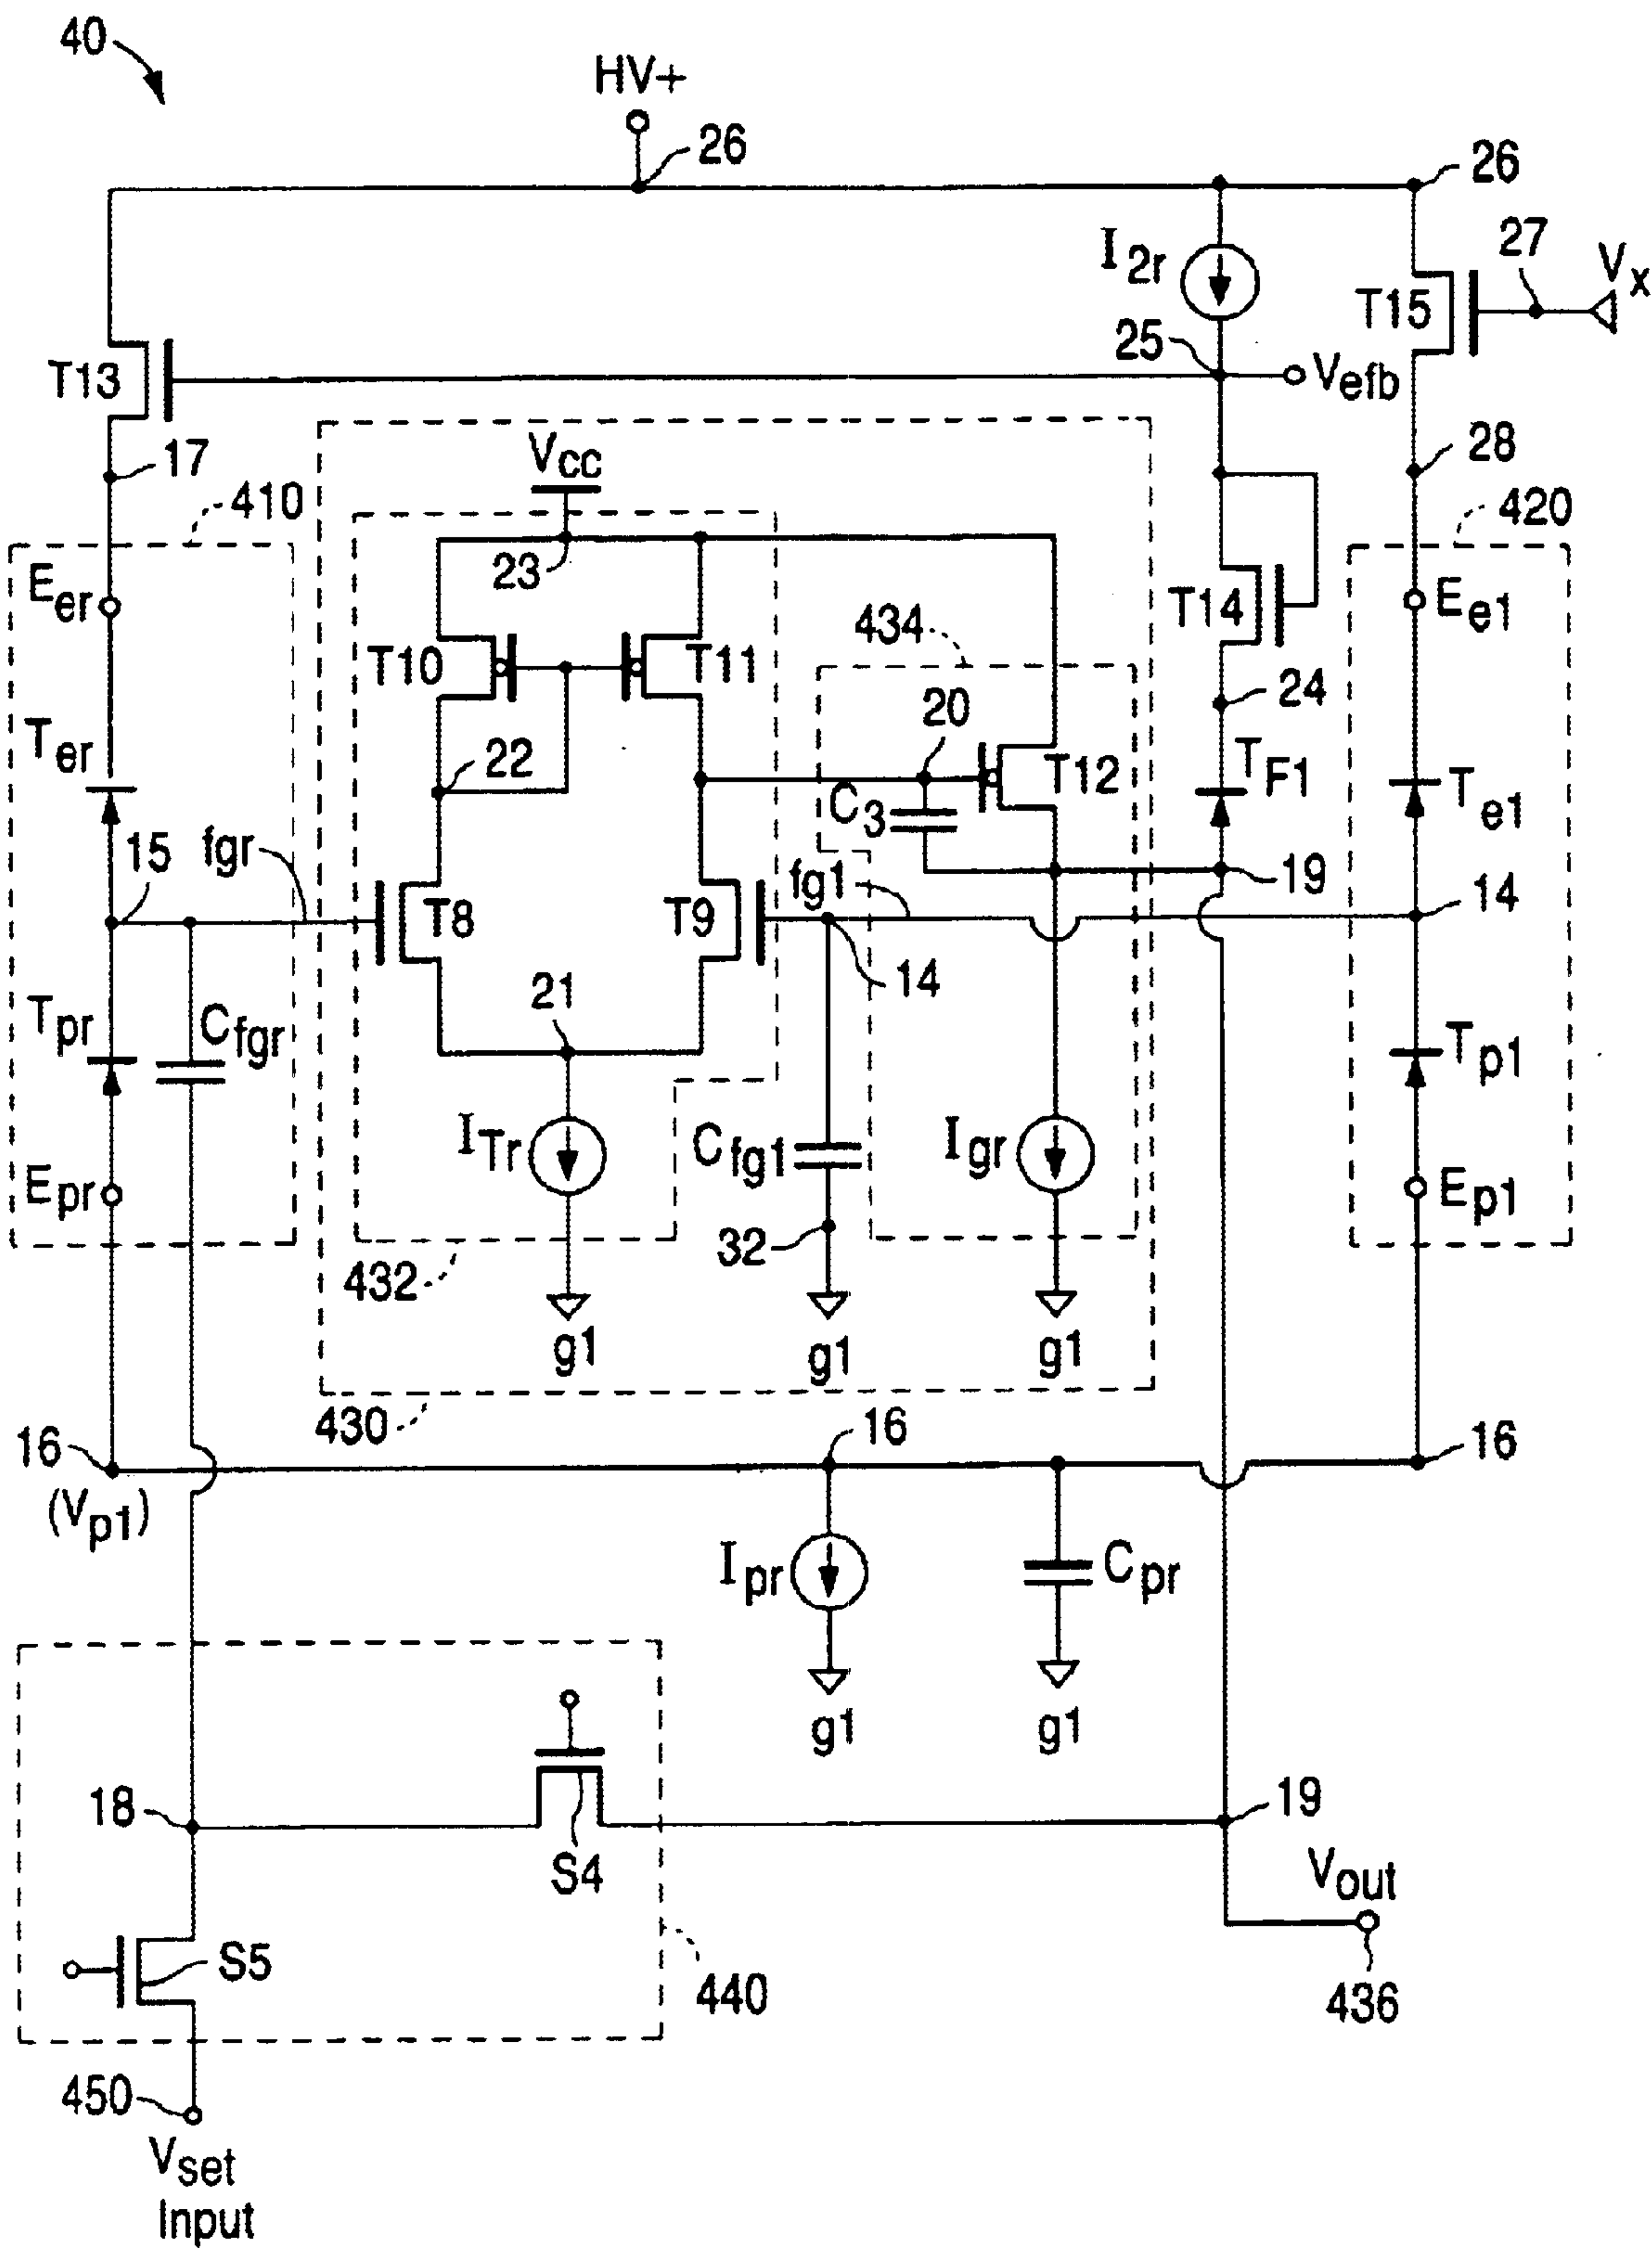 40
HV+
26
26
I2r
27
Vx
T15
25
Vefb
T13
17
28
Vcc
410
420
23
Eer
T14
Ee1
434
T10
T11
24
20
Ter
22
T12
TF1
C3
Te1
15
fgr
19
fg1
T8
T9
14
14
21
Tpr
Cfgr
Tp1
ITr
Cfg1
Igr
Epr
Ep1
32
432
g1
g1
g1
430
16
16
16
(Vp1)
Ipr
Cpr
g1
g1
18
19
S4
Vout
S5
440
436
450
Vset
Input